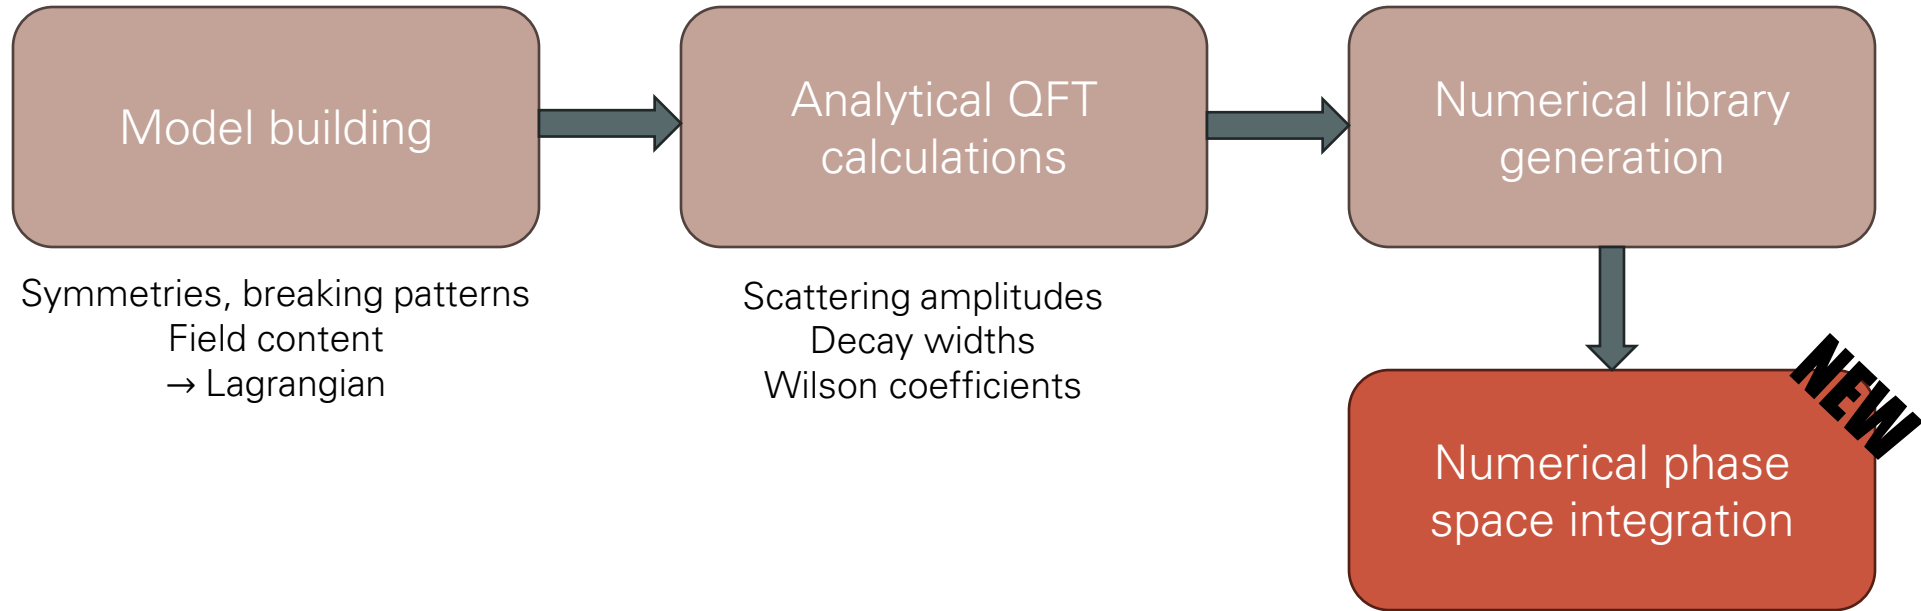 Model building
Symmetries, breaking patterns
Field content
→ Lagrangian
Analytical QFT
calculations
Scattering amplitudes
Decay widths
Wilson coefficients
Numerical library
generation
NEW
Numerical phase
space integration